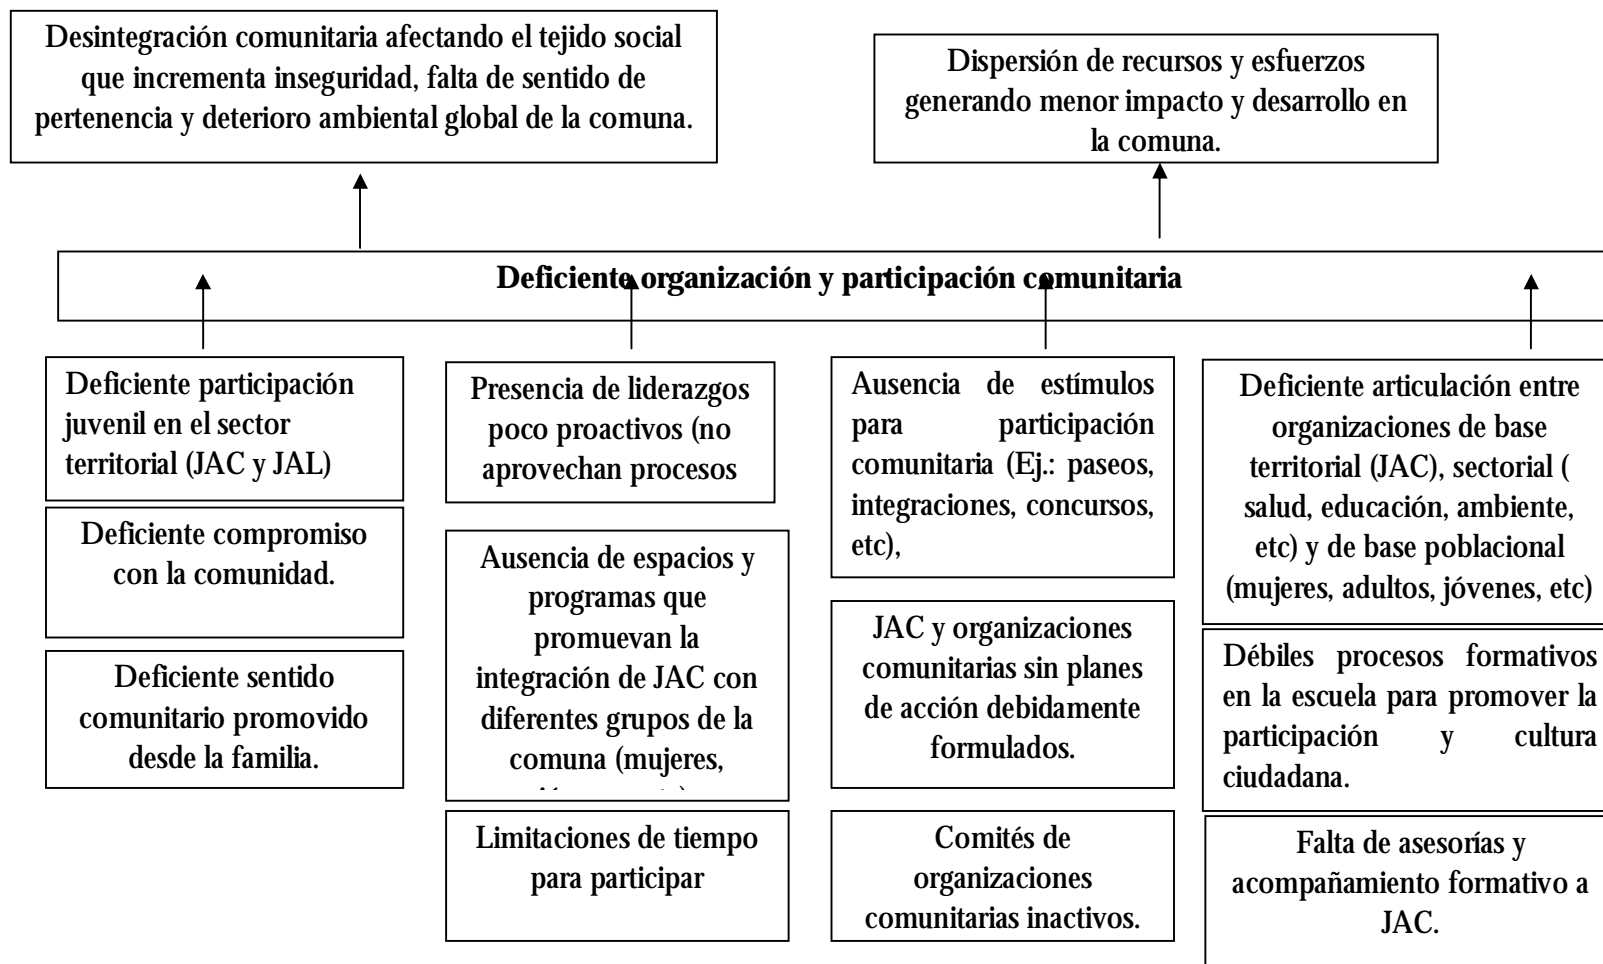 Desintegración comunitaria afectando el tejido social
que incrementa inseguridad, falta de sentido de
pertenencia y deterioro ambiental global de la comuna.
Dispersión de recursos y esfuerzos
generando menor impacto y desarrollo en
la comuna.
Deficiente organización y participación comunitaria
Deficiente participación
juvenil en el sector
territorial (JAC y JAL)
Deficiente compromiso
con la comunidad.
Deficiente sentido
comunitario promovido
desde la familia.
Presencia de liderazgos
poco proactivos (no
aprovechan procesos
Ausencia de espacios y
programas que
promuevan la
integración de JAC con
diferentes grupos de la
comuna (mujeres,
Limitaciones de tiempo
para participar
Ausencia de estímulos
para participación
comunitaria (Ej.: paseos,
integraciones, concursos,
etc),
JAC y organizaciones
comunitarias sin planes
de acción debidamente
formulados.
Comités de
organizaciones
comunitarias inactivos.
Deficiente articulación entre
organizaciones de base
territorial (JAC), sectorial (
salud, educación, ambiente,
etc) y de base poblacional
(mujeres, adultos, jóvenes, etc)
Débiles procesos formativos
en la escuela para promover la
participación y cultura
ciudadana.
Falta de asesorías y
acompañamiento formativo a
JAC.